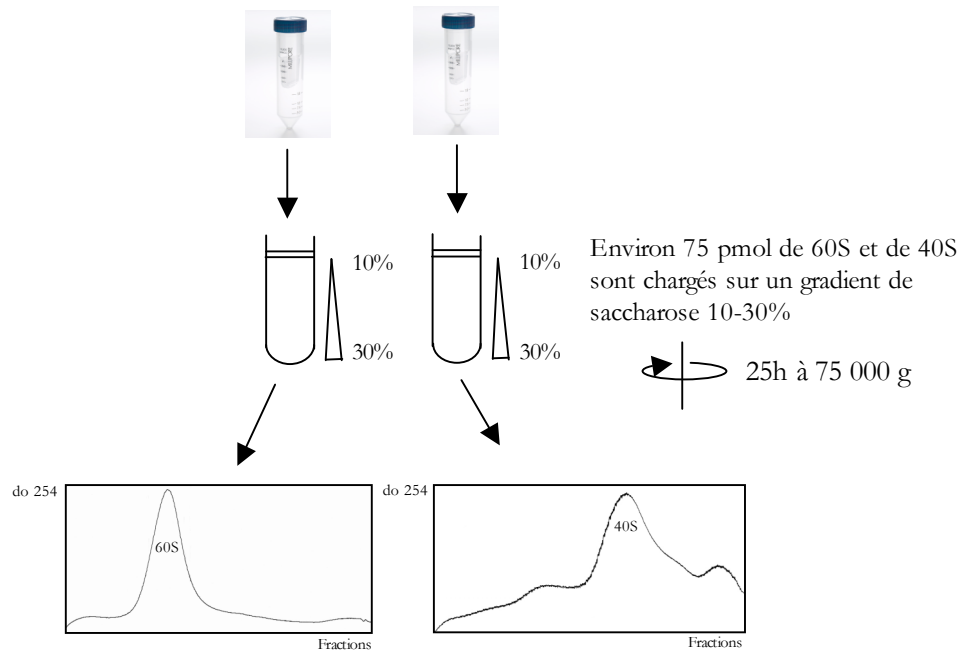 10%
10%
Environ 75 pmol de 60S et de 40S
sont chargés sur un gradient de
saccharose 10-30%
30%
30%
25h à 75 000 g
do 254
60S
Fractions
do 254
40S
Fractions